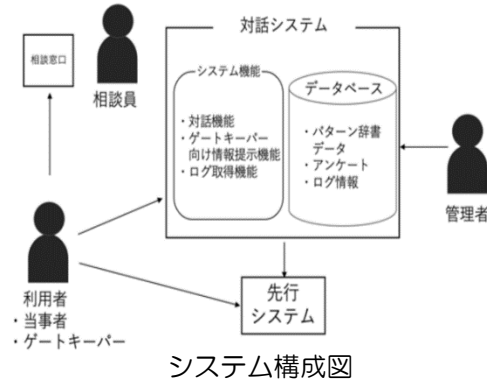 対話システム
相談窓口
相談員
システム機能
・対話機能
・ゲートキーパー
向け情報提示機能
・ログ取得機能
データベース
・パターン辞書
データ
・アンケート
・ログ情報
管理者
利用者
・当事者
・ゲートキーパー
先行
システム
システム構成図